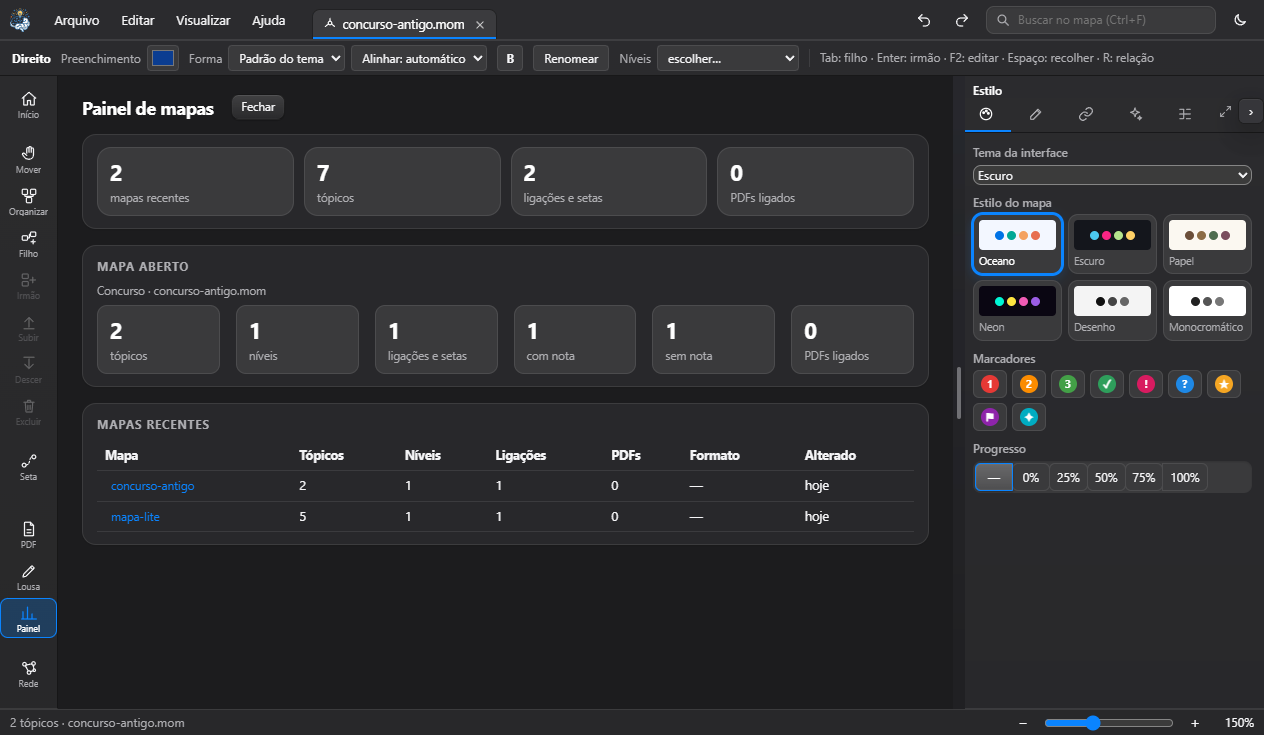 Arquivo Editar Visualizar Ajuda concurso-antigo.mom × Buscar no mapa (Ctrl+F)
Direito Preenchimento Forma Padrão do tema Alinhar: automático B Renomear Níveis escolher... Tab: filho · Enter: irmão · F2: editar · Espaço: recolher · R: relação
Início
Mover
Organizar
Filho
Irmão
Subir
Descer
Excluir
Seta
PDF
Lousa
Painel
Rede
Painel de mapas Fechar
2 7 2 0
mapas recentes tópicos ligações e setas PDFs ligados
MAPA ABERTO
Concurso · concurso-antigo.mom
2 1 1 1 1 0
tópicos níveis ligações e setas com nota sem nota PDFs ligados
MAPAS RECENTES
Mapa Tópicos Níveis Ligações PDFs Formato Alterado
concurso-antigo 2 1 1 0 — hoje
mapa-lite 5 1 1 0 — hoje
Estilo
Tema da interface
Escuro
Estilo do mapa
Oceano Escuro Papel
Neon Desenho Monocromático
Marcadores
1 2 3 ✓ ! ?
Progresso
— 0% 25% 50% 75% 100%
2 tópicos · concurso-antigo.mom − + 150%